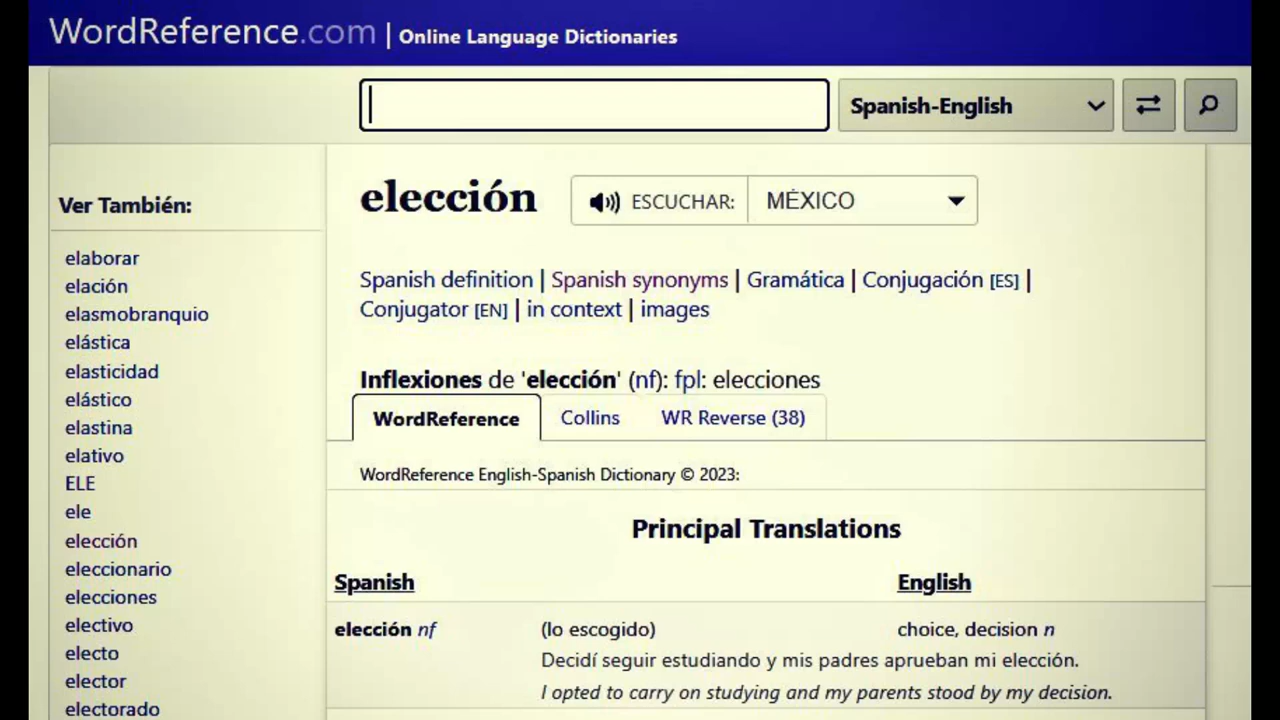 WordReference.com | Online Language Dictionaries
Spanish-English
Ver También:
elaborar
elación
elasmobranquio
elástica
elasticidad
elástico
elastina
elativo
ELE
ele
elección
eleccionario
elecciones
electivo
electo
elector
electorado
elección
ESCUCHAR:
MÉXICO
Spanish definition | Spanish synonyms | Gramática | Conjugación [ES] |
Conjugator [EN] | in context | images
Inflexiones de 'elección' (nf): fpl: elecciones
WordReference Collins WR Reverse (38)
WordReference English-Spanish Dictionary © 2023:
Principal Translations
Spanish English
elección nf (lo escogido) choice, decision n
Decidí seguir estudiando y mis padres aprueban mi elección.
I opted to carry on studying and my parents stood by my decision.